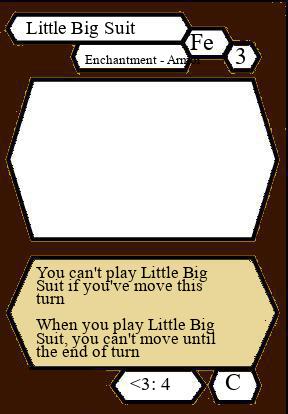 Little Big Suit
Fe
Enchantment -
3
You can't play Little Big
Suit if you've move this
turn
When you play Little Big
Suit, you can't move until
the end of turn
<3: 4
C